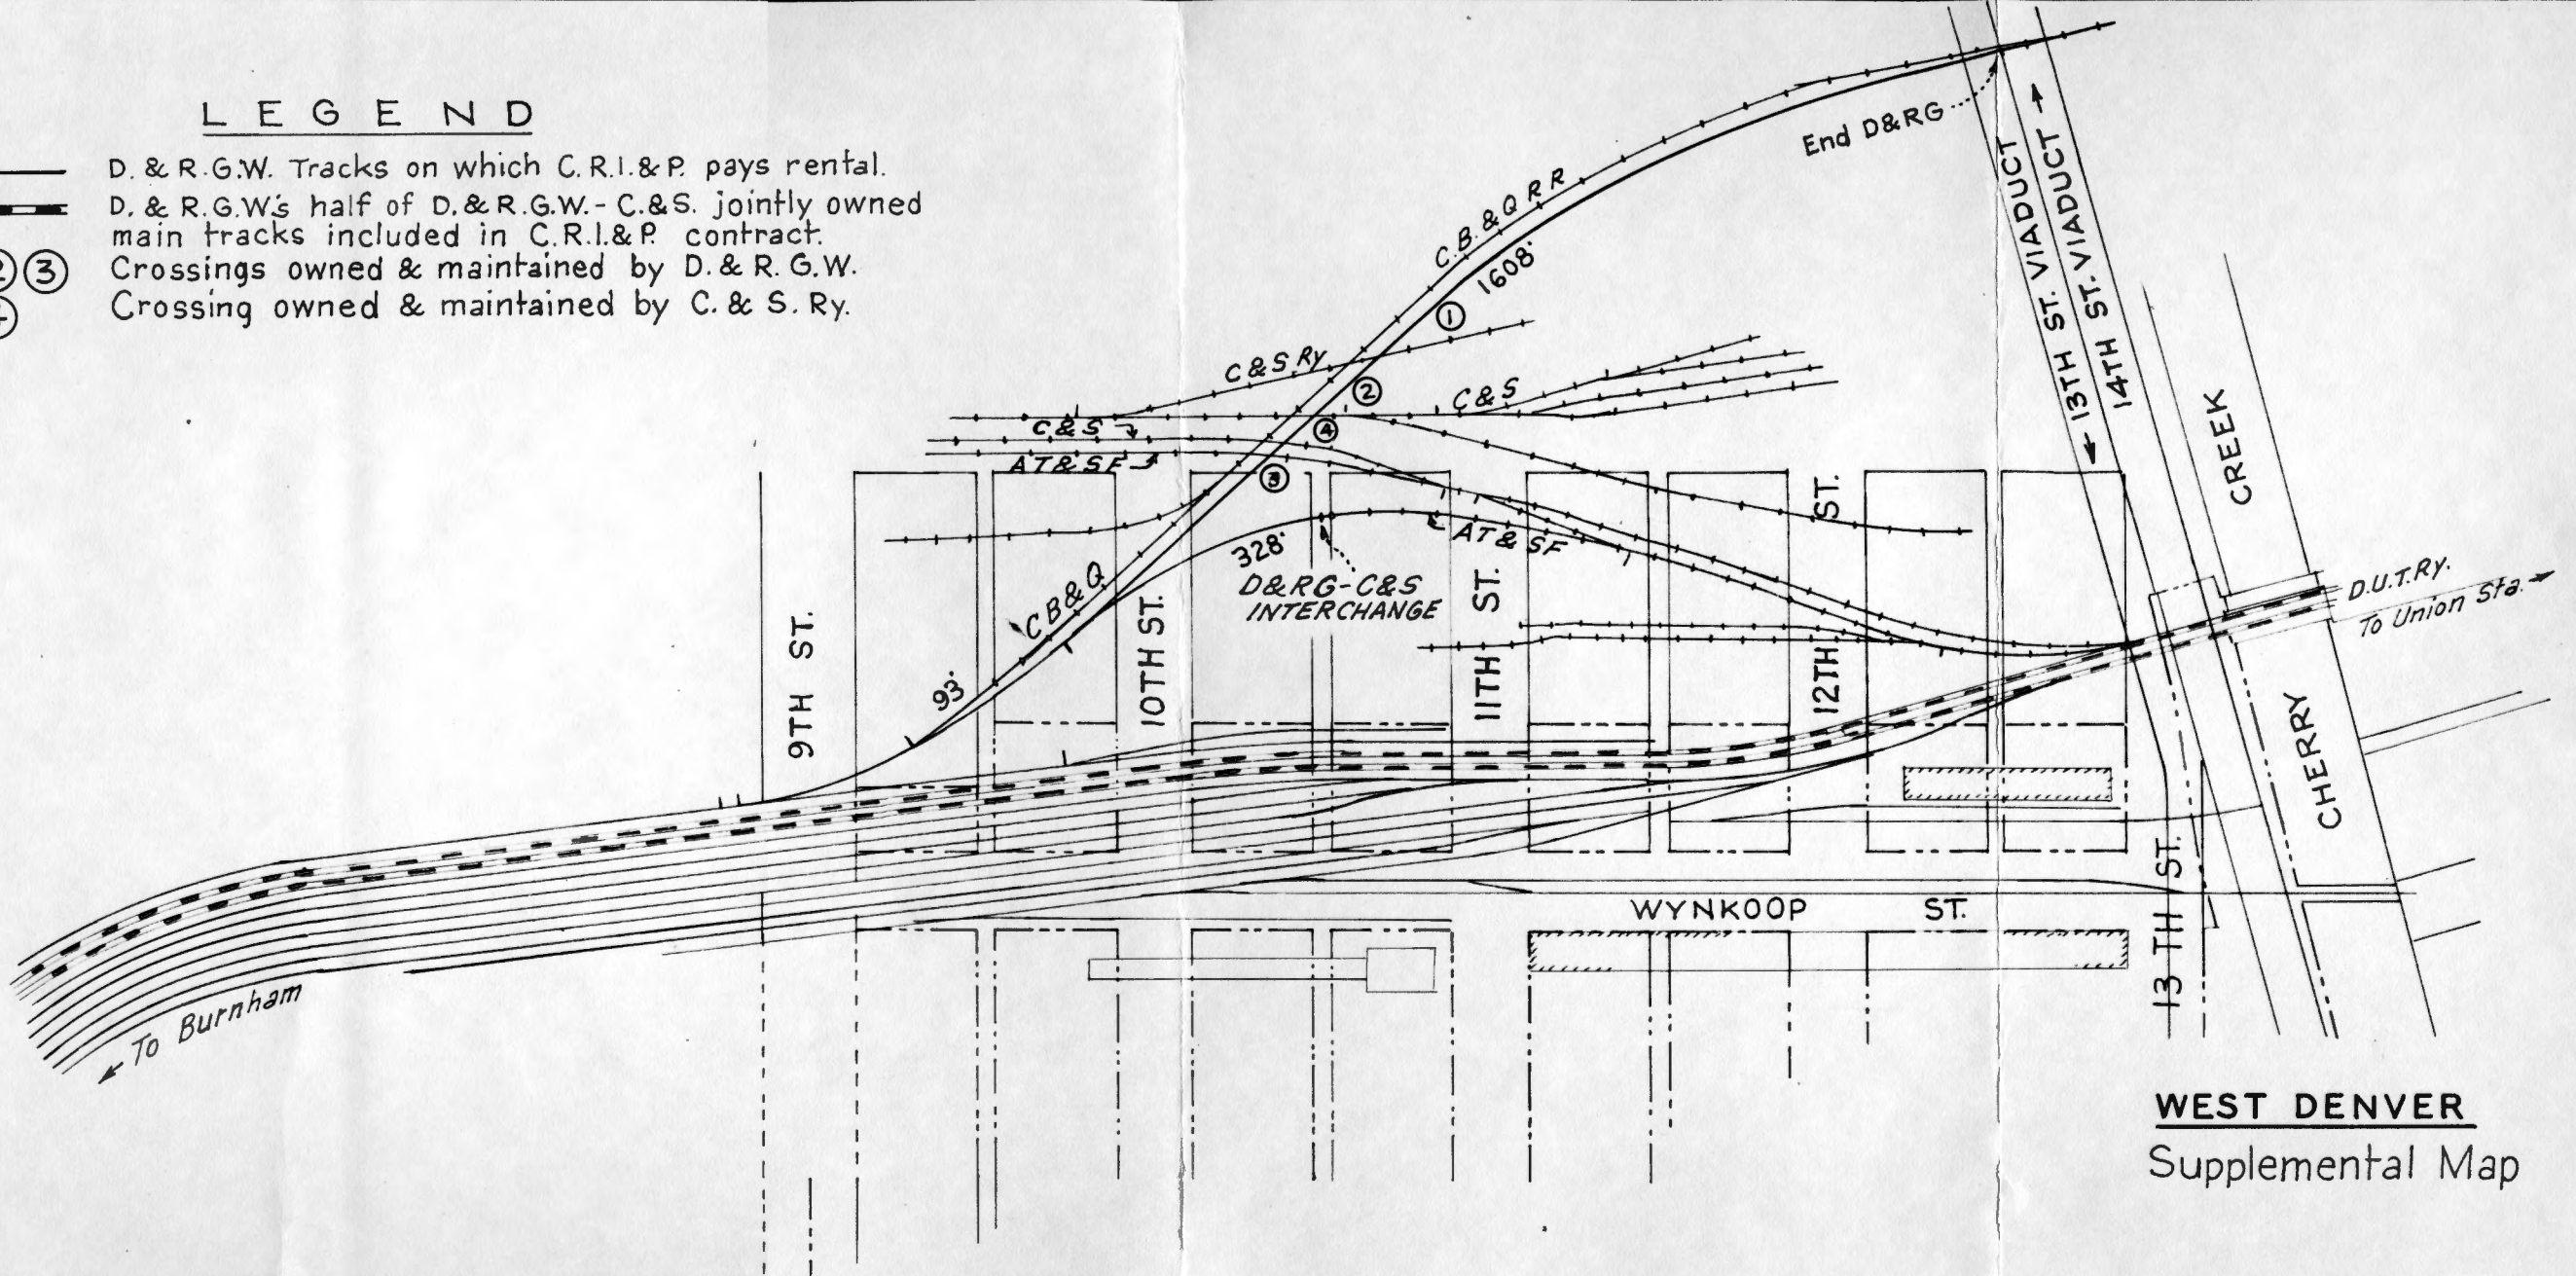 LEGEND
D. & R.G.W. Tracks on which C.R.I.& P. pays rental.
D. & R.G.W.'s half of D.& R.G.W.- C.&S. jointly owned
main tracks included in C.R.I.& P. contract.
③ Crossings owned & maintained by D. & R. G.W.
Crossing owned & maintained by C. & S. Ry.
End D&RG
C.B.&Q R R
1608'
①
C&S Ry
②
C&S
C&S
④
AT&SF
③
AT&SF
328'
D&RG-C&S
INTERCHANGE
CB&Q
93'
9TH ST.
10TH ST.
11TH ST.
12TH ST.
13TH ST. VIADUCT
14TH ST. VIADUCT
CHERRY CREEK
D.U.T.Ry.
To Union Sta.
WYNKOOP ST.
13TH ST.
To Burnham
WEST DENVER
Supplemental Map